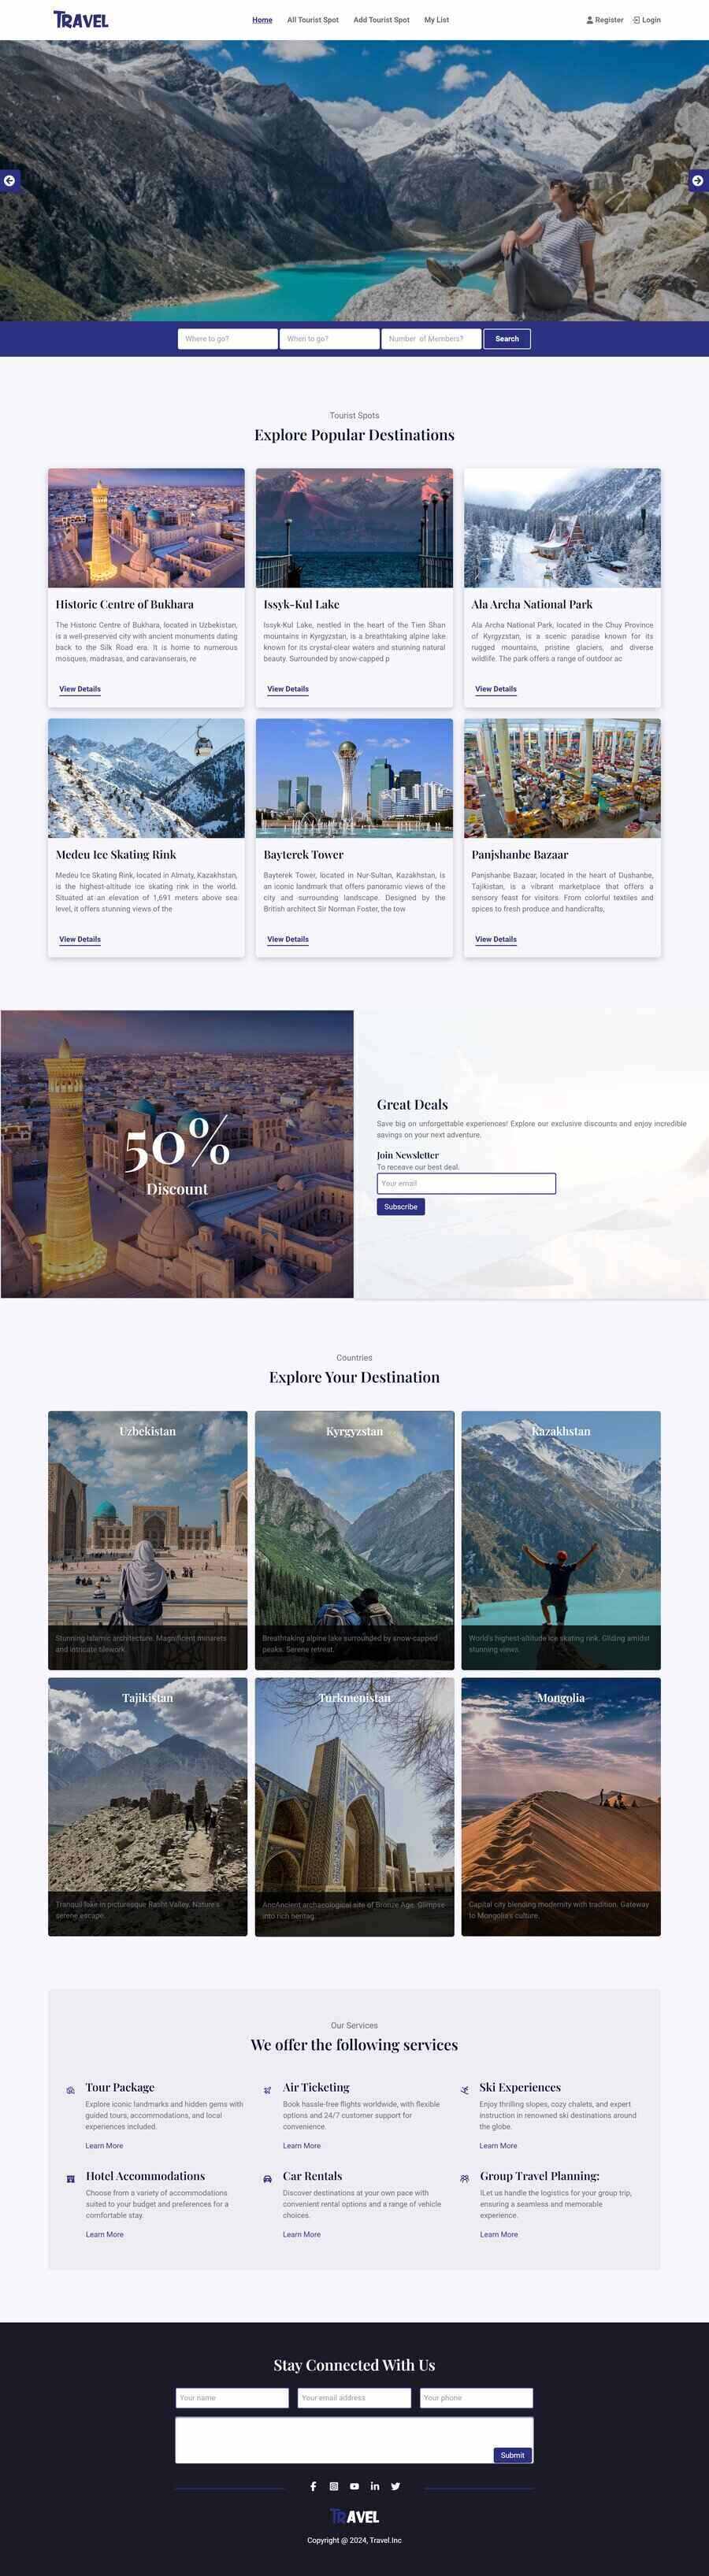 TRAVEL
Home All Tourist Spot Add Tourist Spot My List
Register Login
Where to go? When to go? Number of Members? Search
Tourist Spots
Explore Popular Destinations
Historic Centre of Bukhara
The Historic Centre of Bukhara, located in Uzbekistan,
is a well-preserved city with ancient monuments dating
back to the Silk Road era. It is home to numerous
mosques, madrasas, and caravanserais, re
View Details
Issyk-Kul Lake
Issyk-Kul Lake, nestled in the heart of the Tien Shan
mountains in Kyrgyzstan, is a breathtaking alpine lake
known for its crystal-clear waters and stunning natural
beauty. Surrounded by snow-capped p
View Details
Ala Archa National Park
Ala Archa National Park, located in the Chuy Province
of Kyrgyzstan, is a scenic paradise known for its
rugged mountains, pristine glaciers, and diverse
wildlife. The park offers a range of outdoor ac
View Details
Medeu Ice Skating Rink
Medeu Ice Skating Rink, located in Almaty, Kazakhstan,
is the highest-altitude ice skating rink in the world.
Situated at an elevation of 1,691 meters above sea
level, it offers stunning views of the
View Details
Bayterek Tower
Bayterek Tower, located in Nur-Sultan, Kazakhstan, is
an iconic landmark that offers panoramic views of the
city and surrounding landscape. Designed by the
British architect Sir Norman Foster, the tow
View Details
Panjshanbe Bazaar
Panjshanbe Bazaar, located in the heart of Dushanbe,
Tajikistan, is a vibrant marketplace that offers a
sensory feast for visitors. From colorful textiles and
spices to fresh produce and handicrafts,
View Details
50%
Discount
Great Deals
Save big on unforgettable experiences! Explore our exclusive discounts and enjoy incredible
savings on your next adventure.
Join Newsletter
To receave our best deal.
Your email
Subscribe
Countries
Explore Your Destination
Uzbekistan
Stunning Islamic architecture. Magnificent minarets
and intricate tilework.
Kyrgyzstan
Breathtaking alpine lake surrounded by snow-capped
peaks. Serene retreat.
Kazakhstan
World's highest-altitude ice skating rink. Gliding amidst
stunning views.
Tajikistan
Tranquil lake in picturesque Rasht Valley. Nature's
serene escape.
Turkmenistan
AncAncient archaeological site of Bronze Age. Glimpse
into rich heritag.
Mongolia
Capital city blending modernity with tradition. Gateway
to Mongolia's culture.
Our Services
We offer the following services
Tour Package
Explore iconic landmarks and hidden gems with
guided tours, accommodations, and local
experiences included.
Learn More
Air Ticketing
Book hassle-free flights worldwide, with flexible
options and 24/7 customer support for
convenience.
Learn More
Ski Experiences
Enjoy thrilling slopes, cozy chalets, and expert
instruction in renowned ski destinations around
the globe.
Learn More
Hotel Accommodations
Choose from a variety of accommodations
suited to your budget and preferences for a
comfortable stay.
Learn More
Car Rentals
Discover destinations at your own pace with
convenient rental options and a range of vehicle
choices.
Learn More
Group Travel Planning:
lLet us handle the logistics for your group trip,
ensuring a seamless and memorable
experience.
Learn More
Stay Connected With Us
Your name Your email address Your phone
Submit
TRAVEL
Copyright @ 2024, Travel.Inc